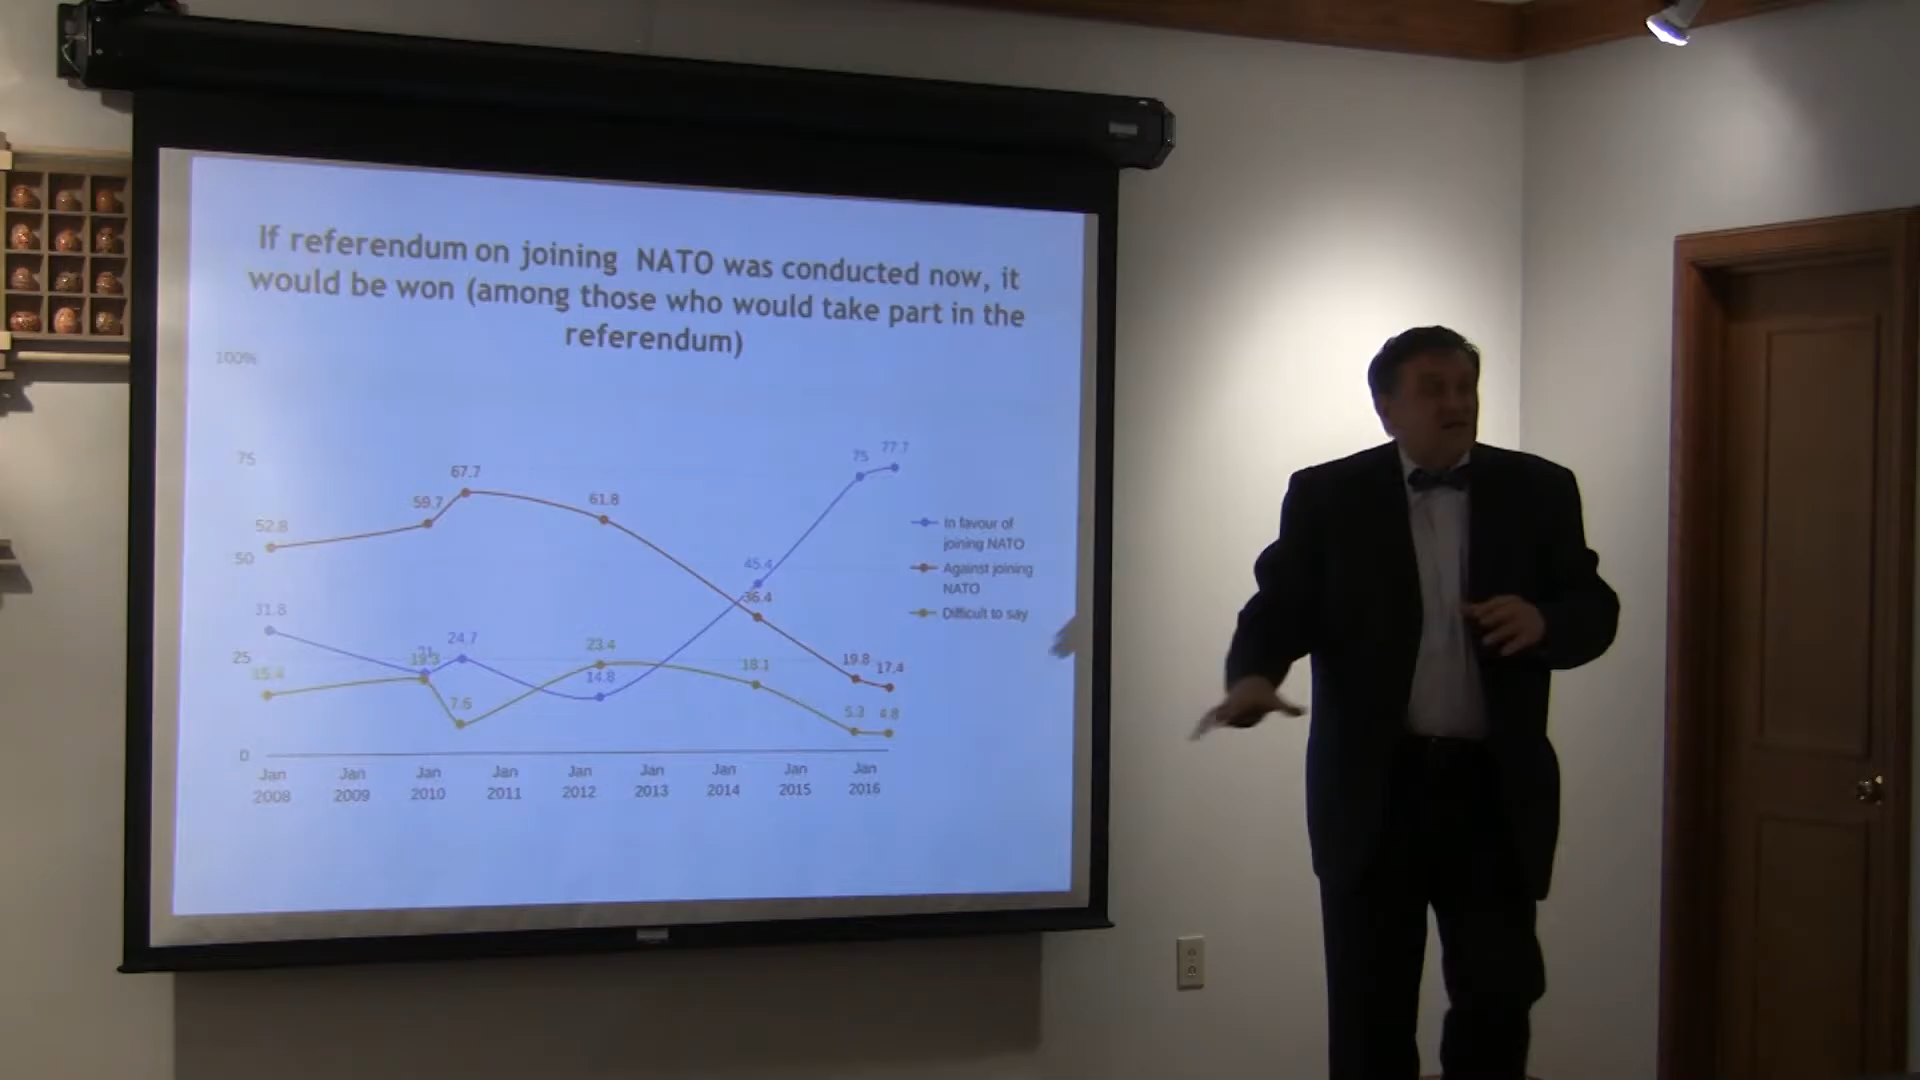 If referendum on joining NATO was conducted now, it
would be won (among those who would take part in the
referendum)
100%
75
50
25
0
52.8
59.7
67.7
61.8
36.4
19.8
17.4
31.8
21
24.7
14.8
45.4
75
77.7
15.4
19.3
7.6
23.4
18.1
5.3
4.8
In favour of
joining NATO
Against joining
NATO
Difficult to say
Jan
2008
Jan
2009
Jan
2010
Jan
2011
Jan
2012
Jan
2013
Jan
2014
Jan
2015
Jan
2016